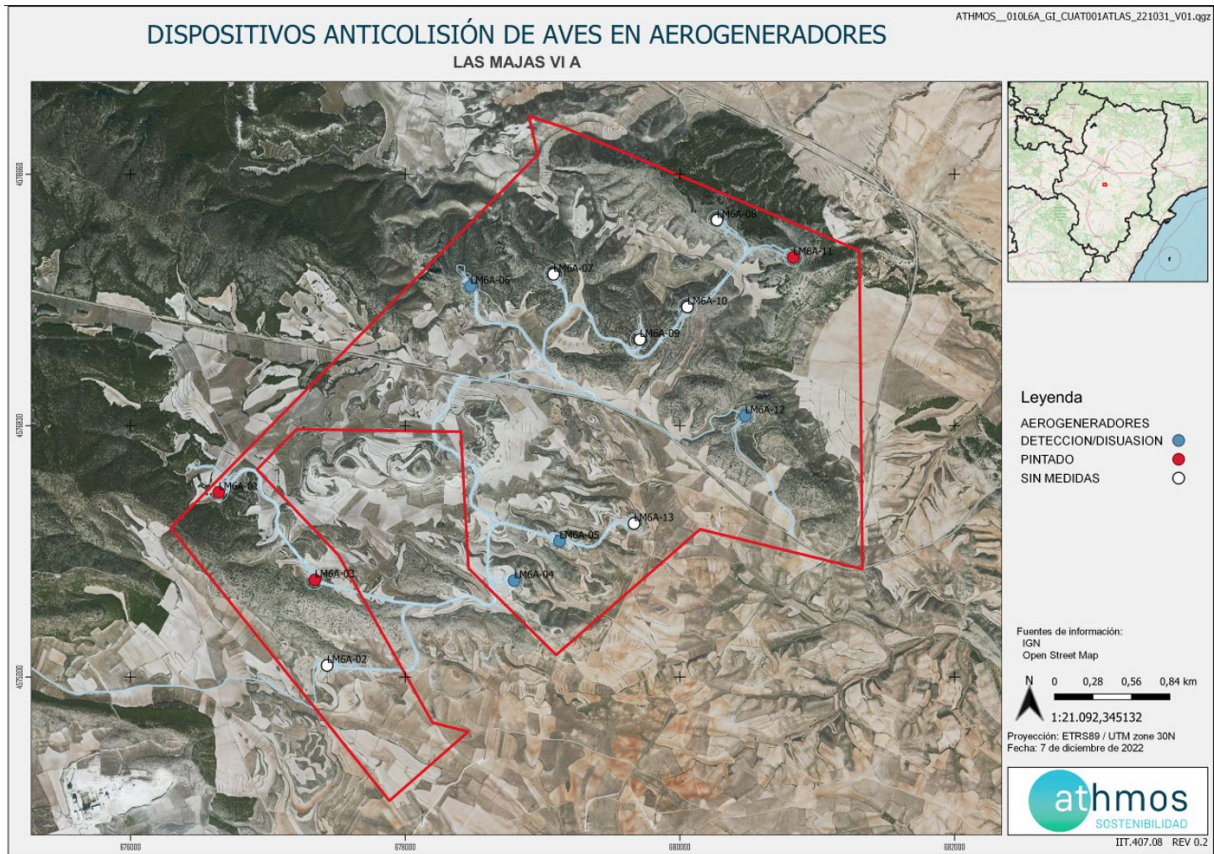 ATHMOS__010L6A_GI_CUAT001ATLAS_221031_V01.qgz
DISPOSITIVOS ANTICOLISIÓN DE AVES EN AEROGENERADORES
LAS MAJAS VI A
LM6A-08
LM6A-11
LM6A-07
LM6A-06
LM6A-10
LM6A-09
LM6A-12
LM6A-13
LM6A-05
LM6A-04
LM6A-03
LM6A-02
676000
678000
680000
Leyenda
AEROGENERADORES
DETECCION/DISUASION
PINTADO
SIN MEDIDAS
Fuentes de información:
IGN
Open Street Map
N
0 0,28 0,56 0,84 km
1:21.092,345132
Proyección: ETRS89 / UTM zone 30N
Fecha: 7 de diciembre de 2022
athmos
SOSTENIBILIDAD
IIT.407.08 REV 0.2